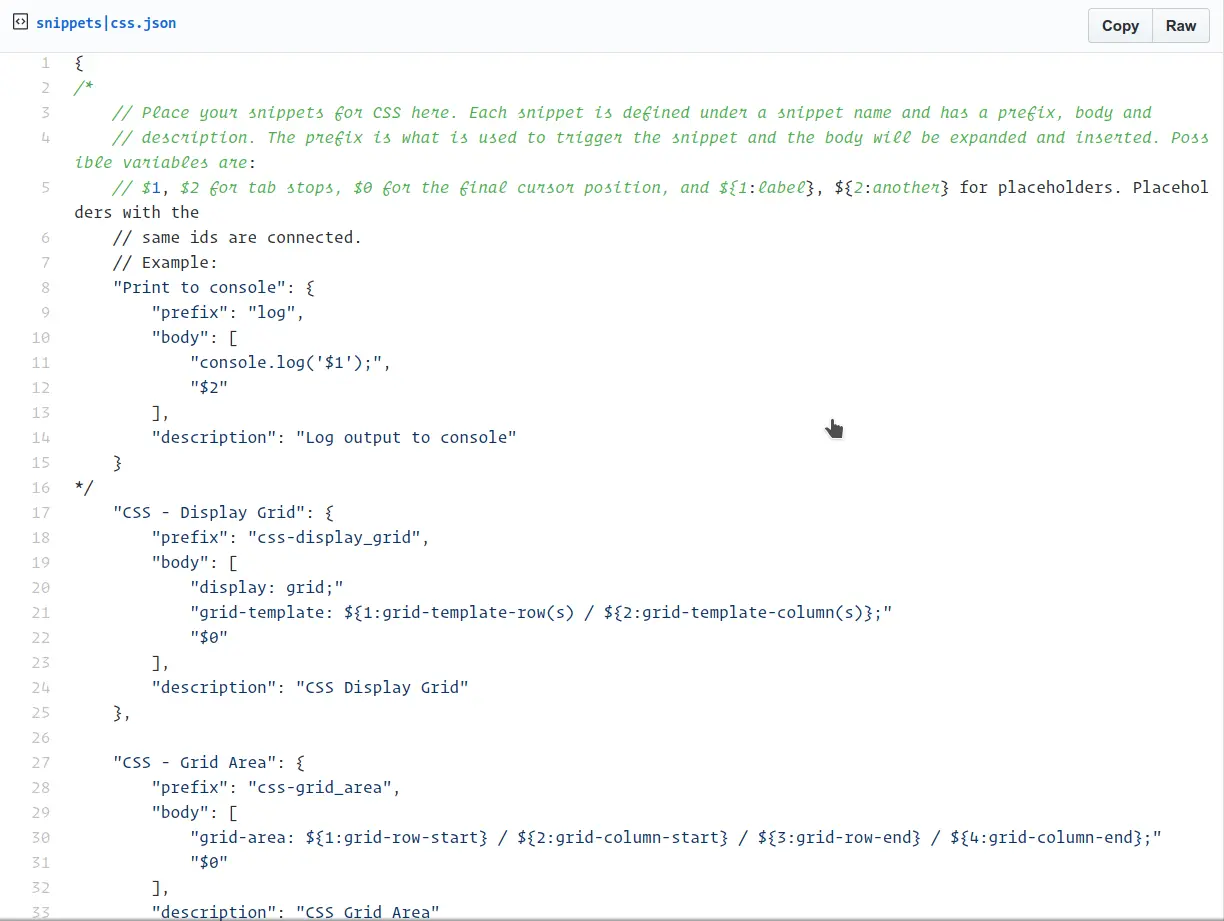 snippets|css.json
Copy Raw
1 {
2 /*
3     // Place your snippets for CSS here. Each snippet is defined under a snippet name and has a prefix, body and
4     // description. The prefix is what is used to trigger the snippet and the body will be expanded and inserted. Poss
ible variables are:
5     // $1, $2 for tab stops, $0 for the final cursor position, and ${1:label}, ${2:another} for placeholders. Placehol
ders with the
6     // same ids are connected.
7     // Example:
8     "Print to console": {
9         "prefix": "log",
10         "body": [
11             "console.log('$1');",
12             "$2"
13         ],
14         "description": "Log output to console"
15     }
16 */
17     "CSS - Display Grid": {
18         "prefix": "css-display_grid",
19         "body": [
20             "display: grid;"
21             "grid-template: ${1:grid-template-row(s) / ${2:grid-template-column(s)};"
22             "$0"
23         ],
24         "description": "CSS Display Grid"
25     },
26
27     "CSS - Grid Area": {
28         "prefix": "css-grid_area",
29         "body": [
30             "grid-area: ${1:grid-row-start} / ${2:grid-column-start} / ${3:grid-row-end} / ${4:grid-column-end};"
31             "$0"
32         ],
33         "description": "CSS Grid Area"